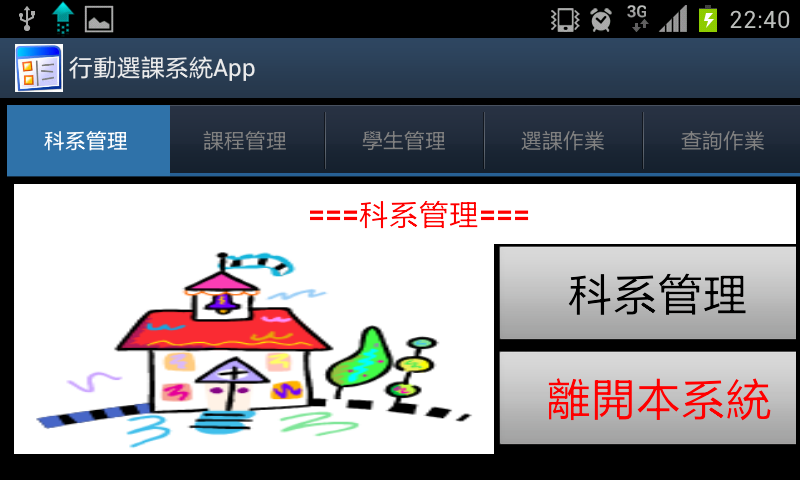 3G
22:40
行動選課系統App
科系管理 課程管理 學生管理 選課作業 查詢作業
===科系管理===
科系管理
離開本系統